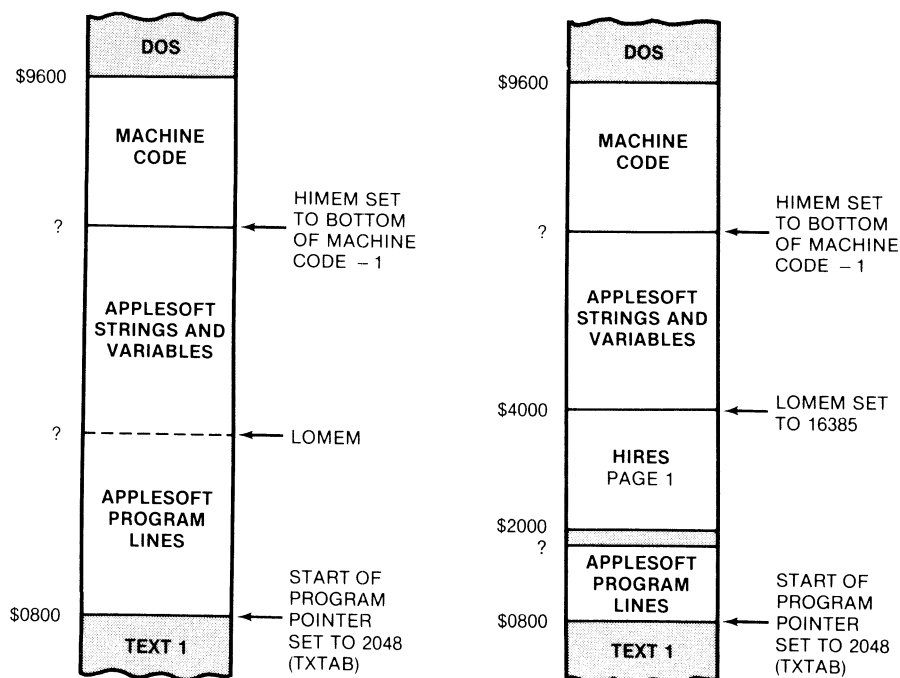 DOS
$9600
MACHINE
CODE
?
HIMEM SET
TO BOTTOM
OF MACHINE
CODE – 1
APPLESOFT
STRINGS AND
VARIABLES
?
LOMEM
APPLESOFT
PROGRAM
LINES
START OF
PROGRAM
POINTER
SET TO 2048
(TXTAB)
$0800
TEXT 1
DOS
$9600
MACHINE
CODE
?
HIMEM SET
TO BOTTOM
OF MACHINE
CODE – 1
APPLESOFT
STRINGS AND
VARIABLES
$4000
LOMEM SET
TO 16385
HIRES
PAGE 1
$2000
?
APPLESOFT
PROGRAM
LINES
START OF
PROGRAM
POINTER
SET TO 2048
(TXTAB)
$0800
TEXT 1